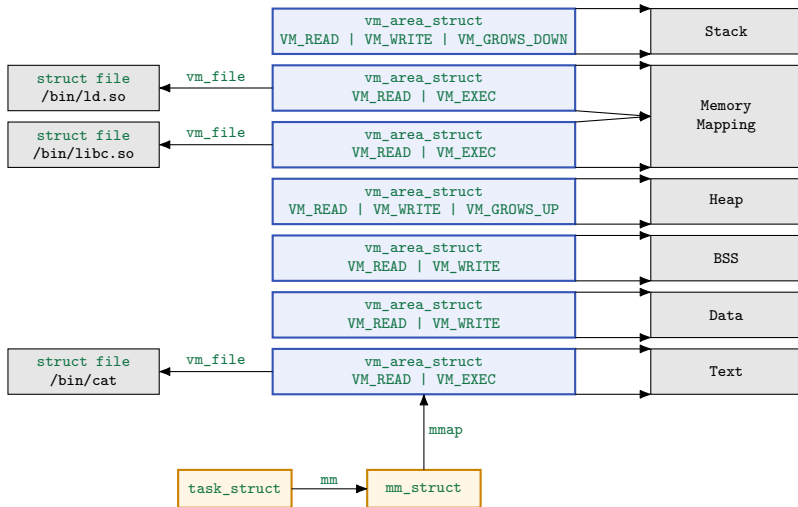 vm_area_struct
VM_READ | VM_WRITE | VM_GROWS_DOWN
Stack
struct file
/bin/ld.so
vm_file
vm_area_struct
VM_READ | VM_EXEC
Memory
Mapping
struct file
/bin/libc.so
vm_file
vm_area_struct
VM_READ | VM_EXEC
vm_area_struct
VM_READ | VM_WRITE | VM_GROWS_UP
Heap
vm_area_struct
VM_READ | VM_WRITE
BSS
vm_area_struct
VM_READ | VM_WRITE
Data
struct file
/bin/cat
vm_file
vm_area_struct
VM_READ | VM_EXEC
Text
mmap
task_struct
mm
mm_struct